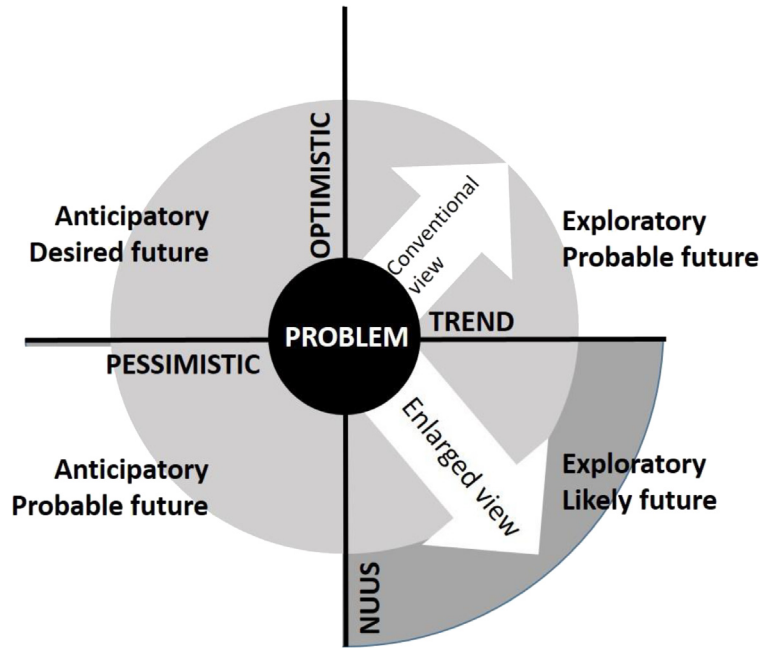 OPTIMISTIC
Conventional
view
Anticipatory
Desired future
Exploratory
Probable future
PROBLEM
TREND
PESSIMISTIC
Enlarged view
Anticipatory
Probable future
Exploratory
Likely future
NUUS